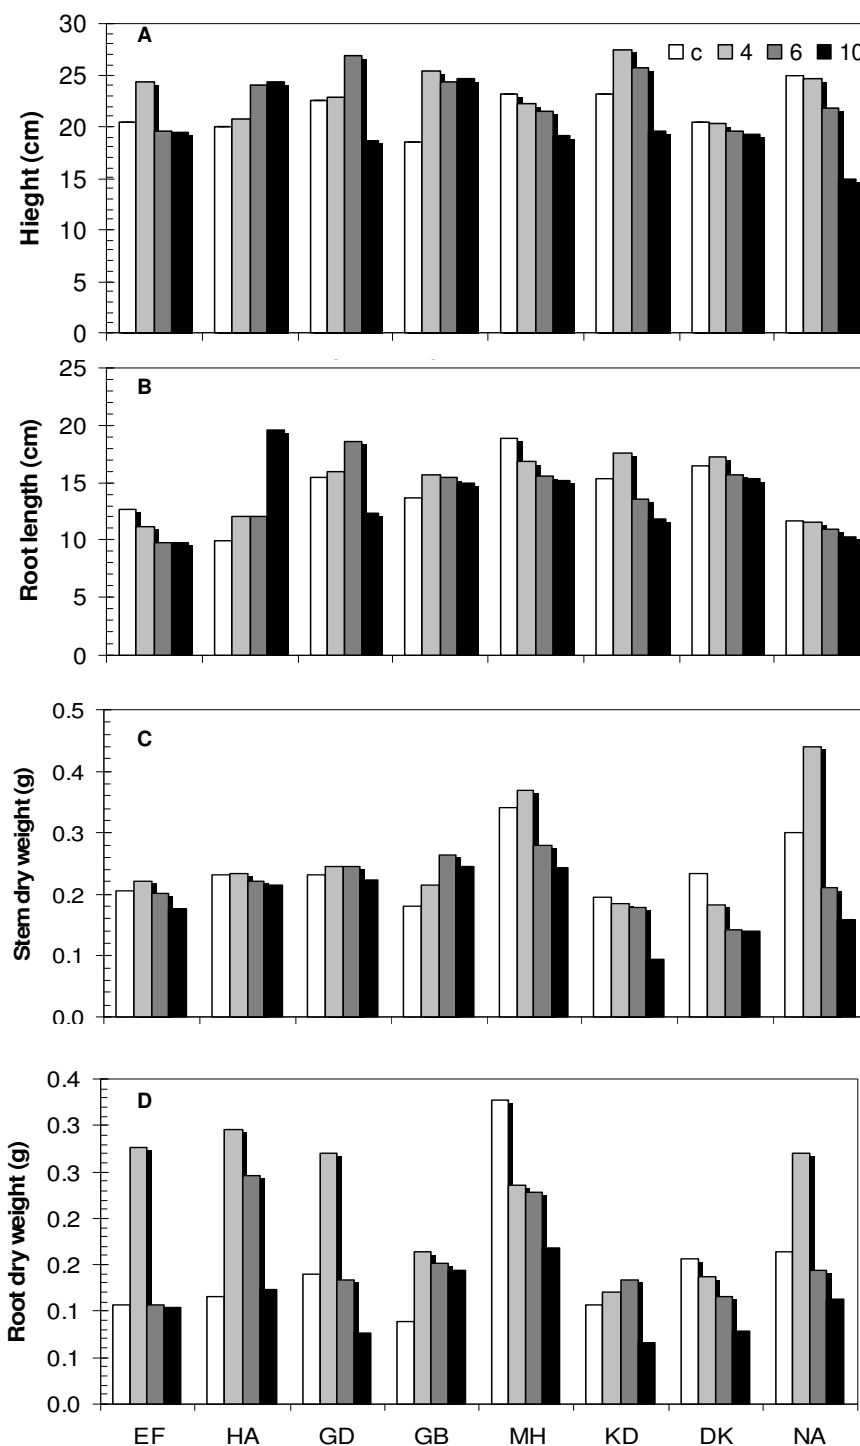 A
c 4 6 10
Hieght (cm)
30
25
20
15
10
5
0
B
Root length (cm)
25
20
15
10
5
0
C
Stem dry weight (g)
0.5
0.4
0.3
0.2
0.1
0.0
D
Root dry weight (g)
0.4
0.3
0.3
0.2
0.2
0.1
0.1
0.0
EF HA GD GB MH KD DK NA